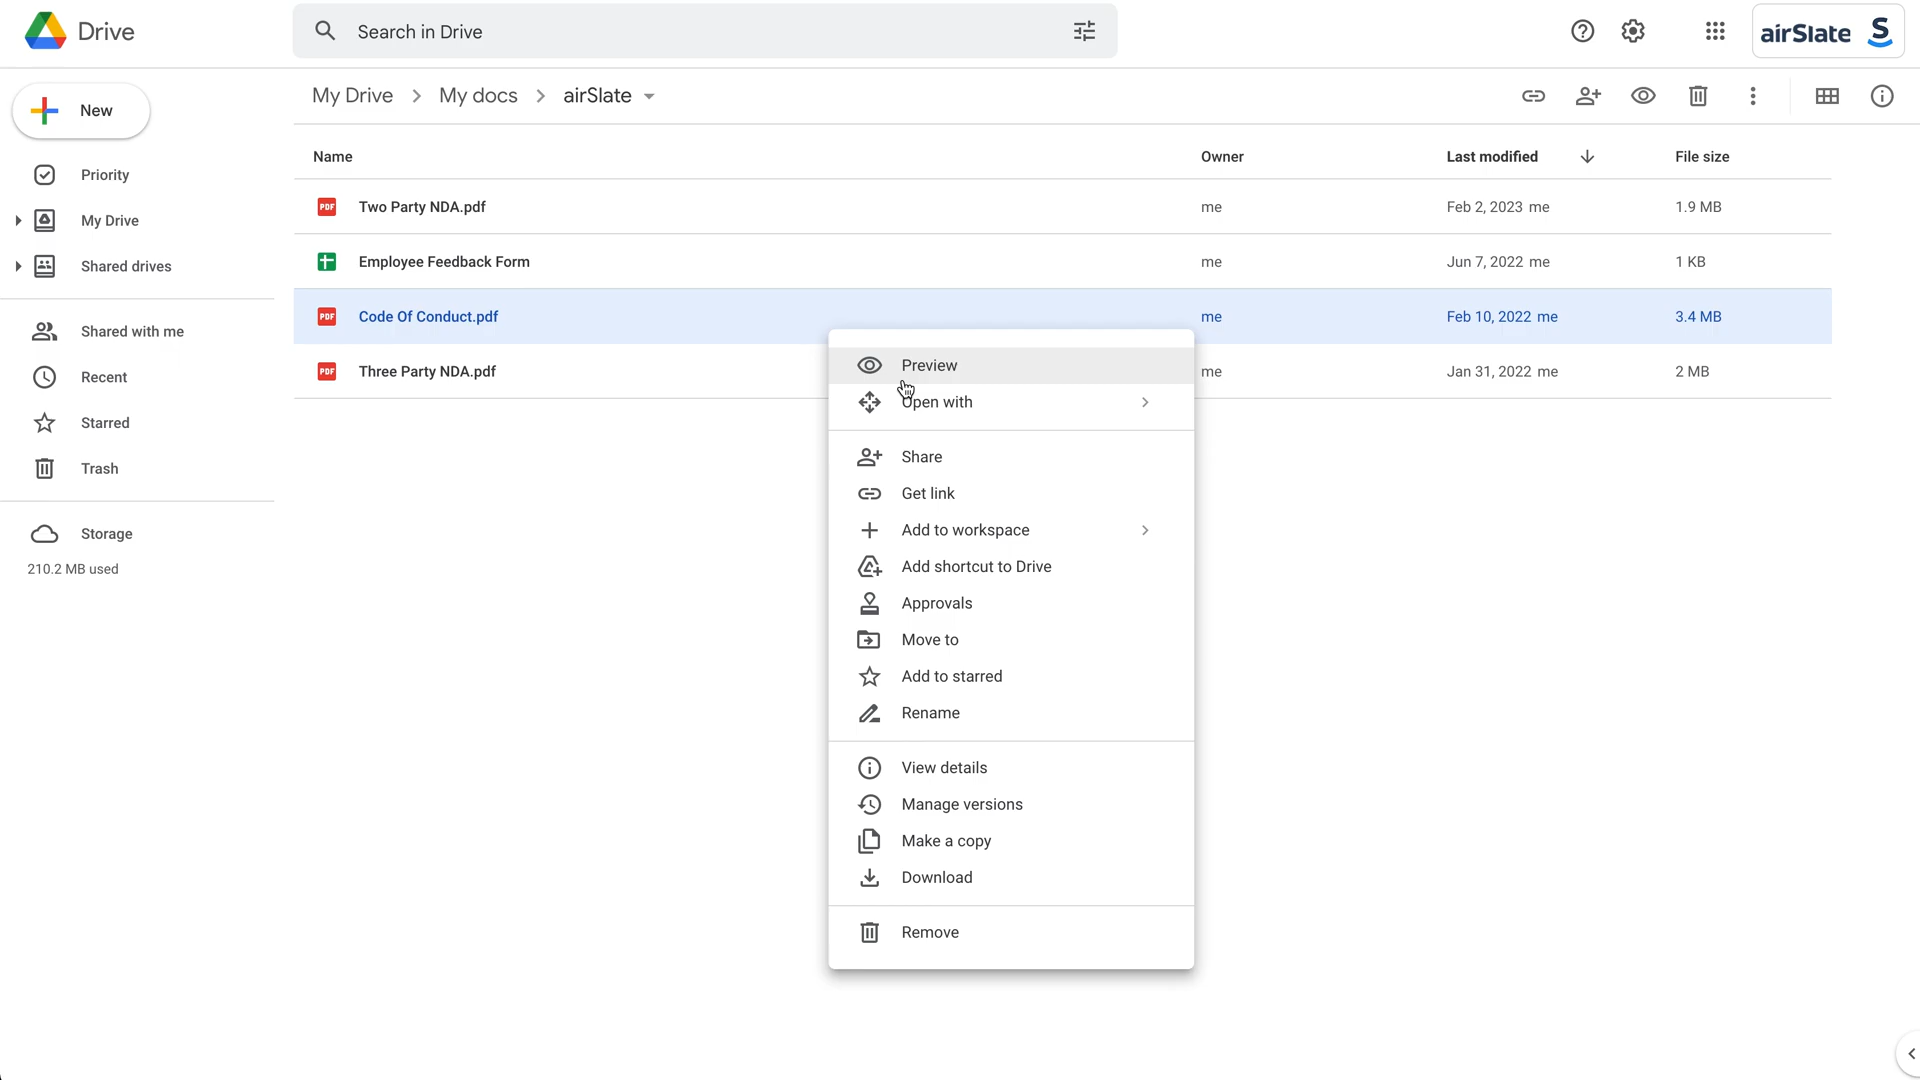 Drive
Search in Drive
airSlate S
New
My Drive > My docs > airSlate
Priority
My Drive
Shared drives
Shared with me
Recent
Starred
Trash
Storage
210.2 MB used
Name Owner Last modified File size
PDF Two Party NDA.pdf me Feb 2, 2023 me 1.9 MB
Employee Feedback Form me Jun 7, 2022 me 1 KB
PDF Code Of Conduct.pdf me Feb 10, 2022 me 3.4 MB
PDF Three Party NDA.pdf me Jan 31, 2022 me 2 MB
Preview
Open with
Share
Get link
Add to workspace
Add shortcut to Drive
Approvals
Move to
Add to starred
Rename
View details
Manage versions
Make a copy
Download
Remove